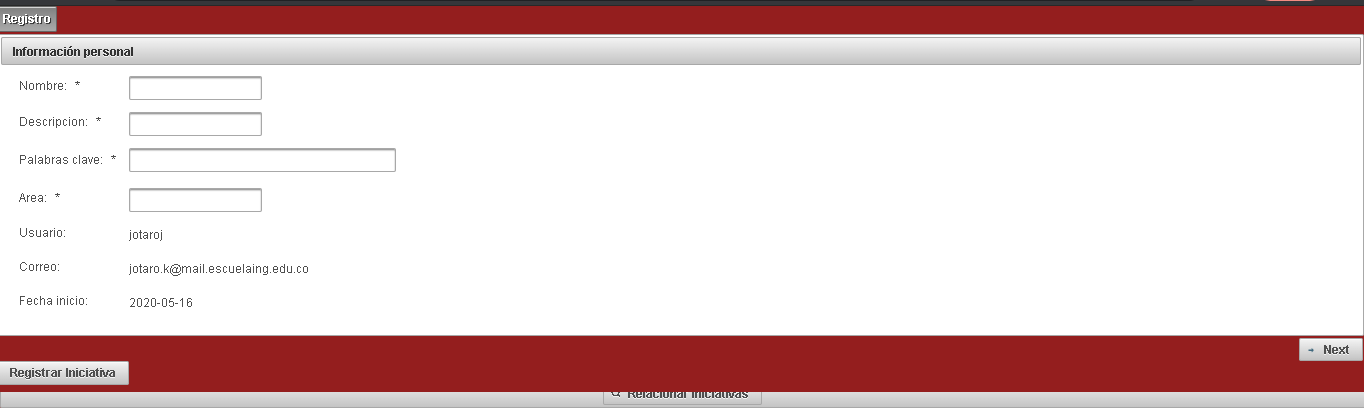 Registro
Información personal
Nombre: *
Descripcion: *
Palabras clave: *
Area: *
Usuario: jotaroj
Correo: jotaro.k@mail.escuelaing.edu.co
Fecha inicio: 2020-05-16
Next
Registrar Iniciativa
Relacionar Iniciativas